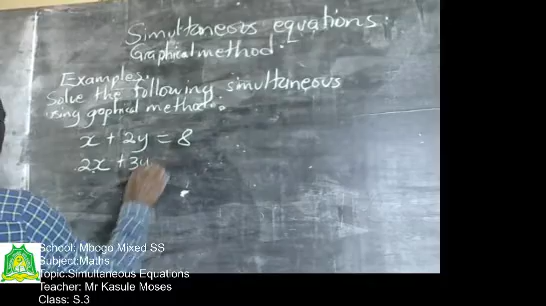 Simultaneous equations.
Graphical method.
Examples.
Solve the following simultaneous
using graphical method.
x + 2y = 8
2x + 3y
School: Mbogo Mixed SS
Subject: Maths
Topic:Simultaneous Equations
Teacher: Mr Kasule Moses
Class: S.3